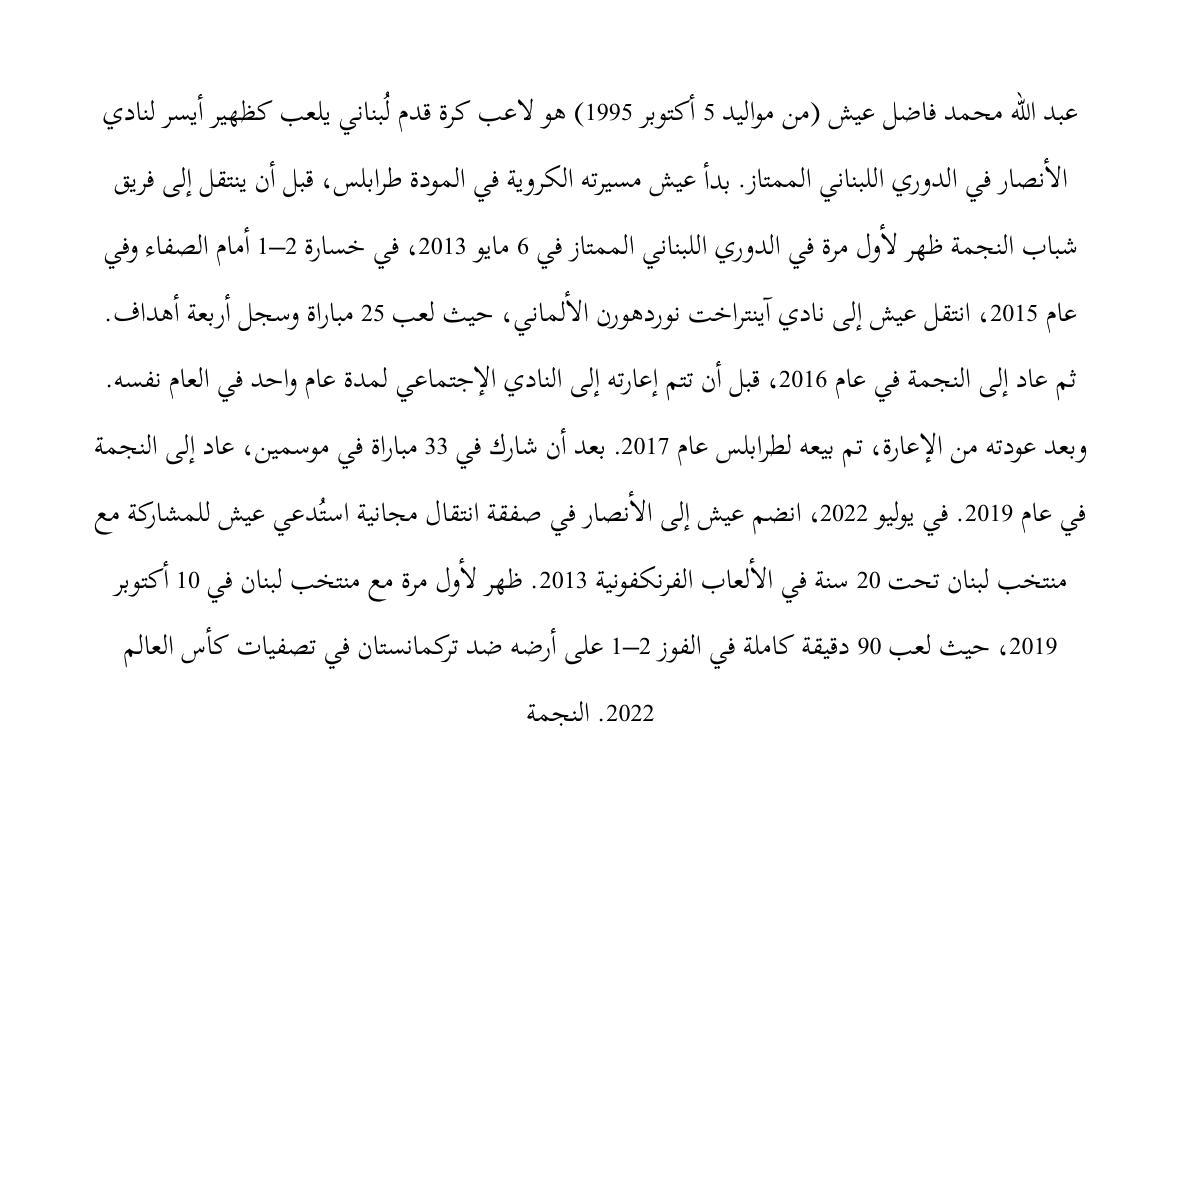 عبد الله محمد فاضل عيش (من مواليد 5 أكتوبر 1995) هو لاعب كرة قدم لُبناني يلعب كظهير أيسر لنادي
الأنصار في الدوري اللبناني الممتاز. بدأ عيش مسيرته الكروية في المودة طرابلس، قبل أن ينتقل إلى فريق
شباب النجمة ظهر لأول مرة في الدوري اللبناني الممتاز في 6 مايو 2013، في خسارة 2–1 أمام الصفاء وفي
عام 2015، انتقل عيش إلى نادي آينتراخت نوردهورن الألماني، حيث لعب 25 مباراة وسجل أربعة أهداف.
ثم عاد إلى النجمة في عام 2016، قبل أن تتم إعارته إلى النادي الإجتماعي لمدة عام واحد في العام نفسه.
وبعد عودته من الإعارة، تم بيعه لطرابلس عام 2017. بعد أن شارك في 33 مباراة في موسمين، عاد إلى النجمة
في عام 2019. في يوليو 2022، انضم عيش إلى الأنصار في صفقة انتقال مجانية استُدعي عيش للمشاركة مع
منتخب لبنان تحت 20 سنة في الألعاب الفرنكفونية 2013. ظهر لأول مرة مع منتخب لبنان في 10 أكتوبر
2019، حيث لعب 90 دقيقة كاملة في الفوز 2–1 على أرضه ضد تركمانستان في تصفيات كأس العالم
2022. النجمة